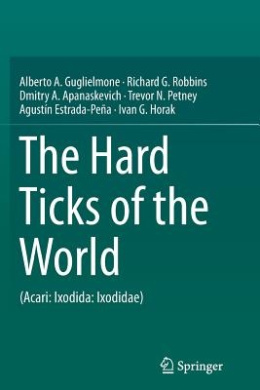 Alberto A. Guglielmone · Richard G. Robbins
Dmitry A. Apanaskevich · Trevor N. Petney
Agustín Estrada-Peña · Ivan G. Horak
The Hard
Ticks of the
World
(Acari: Ixodida: Ixodidae)
Springer